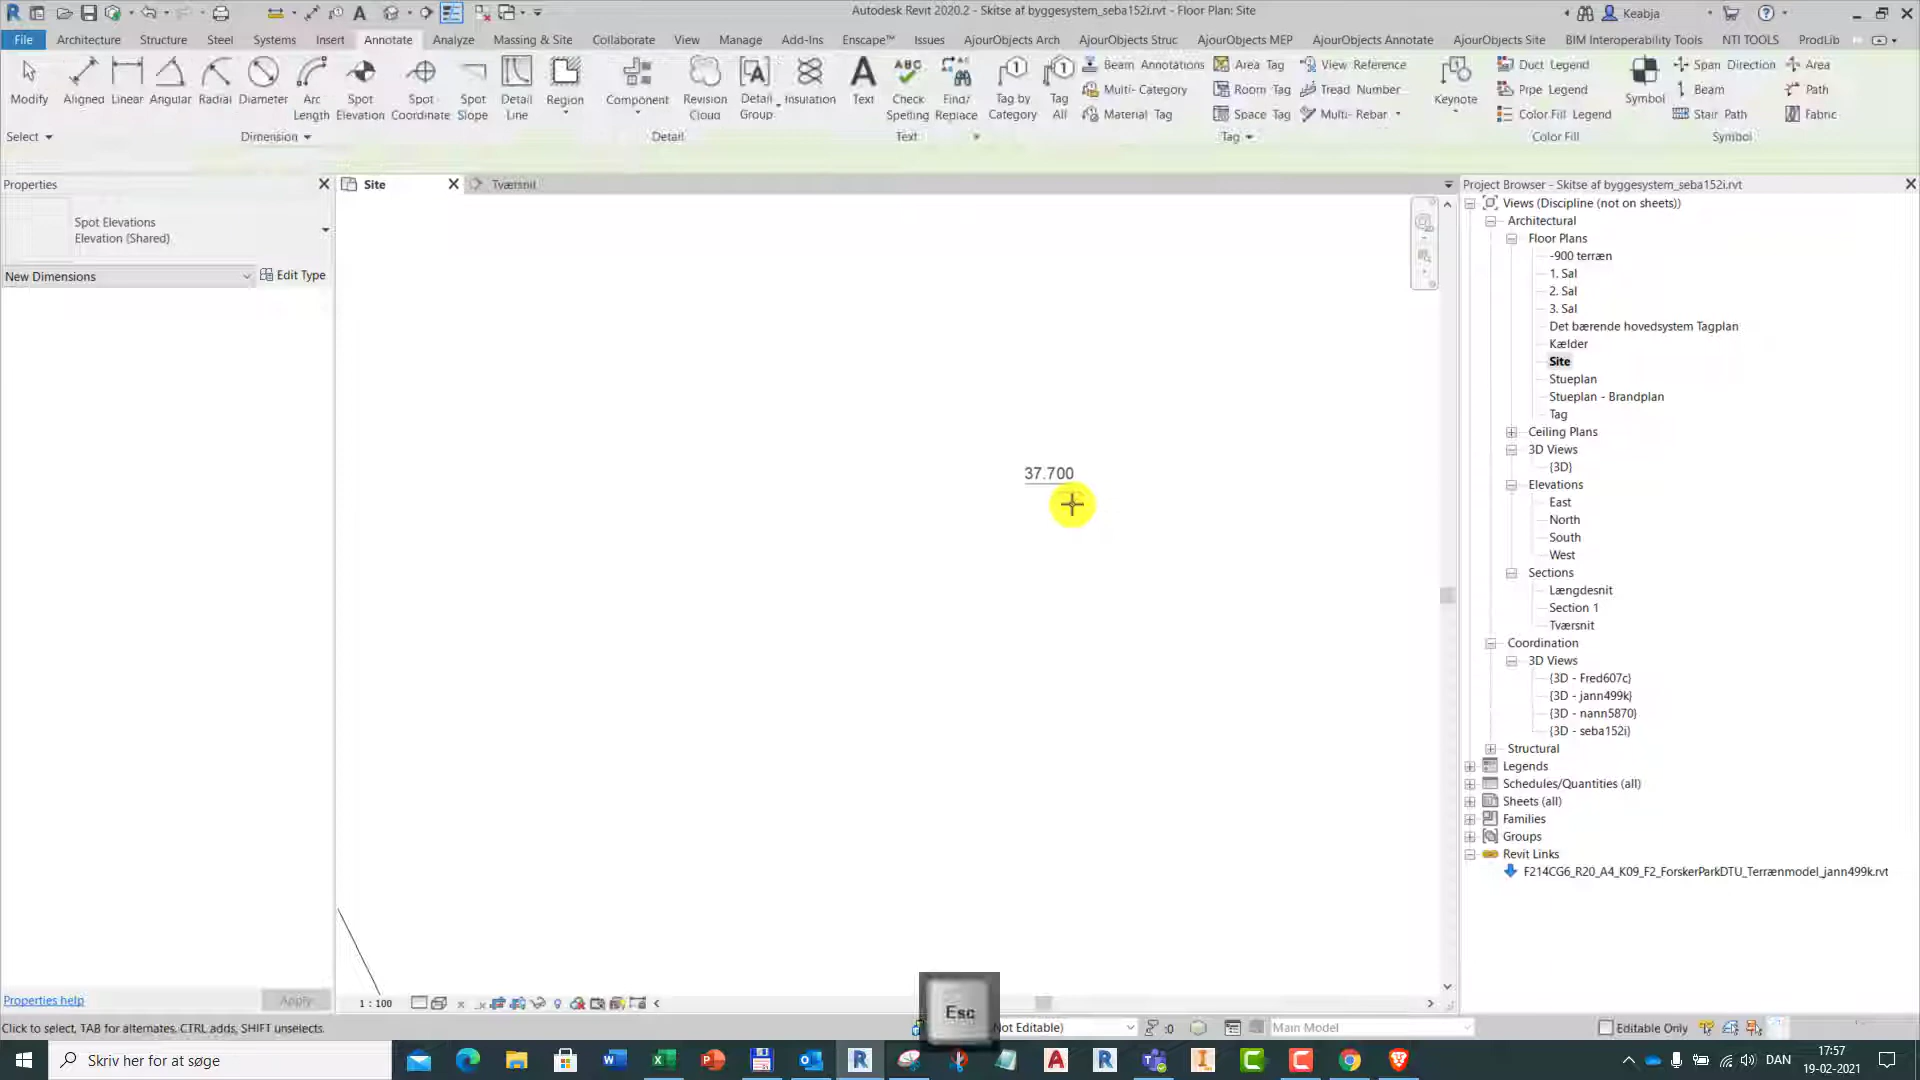 Autodesk Revit 2020.2 - Skitse af byggesystem_seba152i.rvt - Floor Plan: Site
Keabja
File Architecture Structure Steel Systems Insert Annotate Analyze Massing & Site Collaborate View Manage Add-Ins Enscape™ Issues AjourObjects Arch AjourObjects Struc AjourObjects MEP AjourObjects Annotate AjourObjects Site BIM Interoperability Tools NTI TOOLS ProdLib
Modify
Aligned
Linear
Angular
Radial
Diameter
Arc Length
Spot Elevation
Spot Coordinate
Spot Slope
Detail Line
Region
Component
Revision Cloud
Detail Group
Insulation
Text
ABC
Check Spelling
Find/ Replace
Tag by Category
Tag All
Beam Annotations
Multi- Category
Material Tag
Area Tag
Room Tag
Space Tag
View Reference
Tread Number
Multi- Rebar
Keynote
Duct Legend
Pipe Legend
Color Fill Legend
Symbol
Span Direction
Beam
Stair Path
Area
Path
Fabric
Select Dimension Detail Text Tag Color Fill Symbol
Properties
Spot Elevations
Elevation (Shared)
New Dimensions
Edit Type
Site
Tværsnit
37.700
Project Browser - Skitse af byggesystem_seba152i.rvt
Views (Discipline (not on sheets))
Architectural
Floor Plans
-900 terræn
1. Sal
2. Sal
3. Sal
Det bærende hovedsystem Tagplan
Kælder
Site
Stueplan
Stueplan - Brandplan
Tag
Ceiling Plans
3D Views
{3D}
Elevations
East
North
South
West
Sections
Længdesnit
Section 1
Tværsnit
Coordination
3D Views
{3D - Fred607c}
{3D - jann499k}
{3D - nann5870}
{3D - seba152i}
Structural
Legends
Schedules/Quantities (all)
Sheets (all)
Families
Groups
Revit Links
F214CG6_R20_A4_K09_F2_ForskerParkDTU_Terrænmodel_jann499k.rvt
Properties help
Apply
1 : 100
Esc
Click to select, TAB for alternates, CTRL adds, SHIFT unselects.
Not Editable)
:0
Main Model
Editable Only
Skriv her for at søge
DAN
17:57
19-02-2021